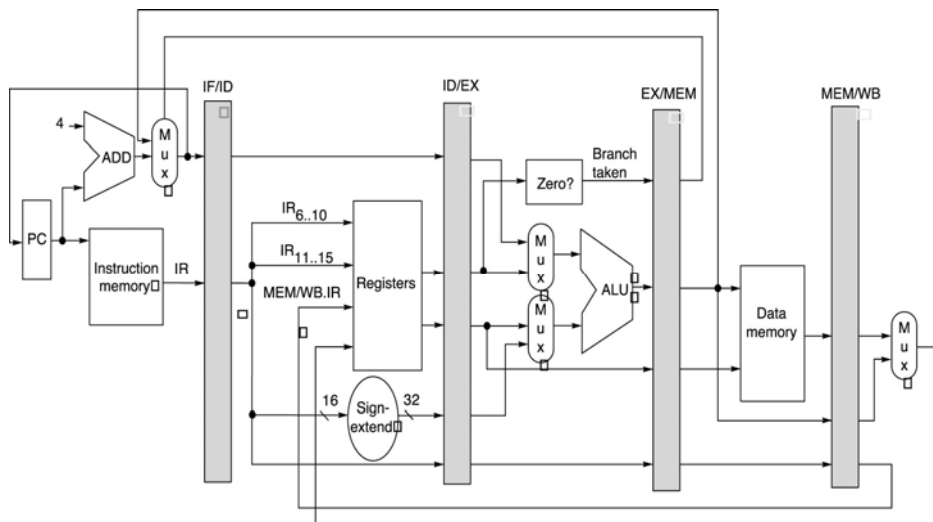 IF/ID
ID/EX
EX/MEM
MEM/WB
4
ADD
M
u
x
Branch
taken
Zero?
PC
Instruction
memory
IR
IR6..10
IR11..15
MEM/WB.IR
Registers
M
u
x
M
u
x
ALU
Data
memory
M
u
x
16
Sign-
extend
32